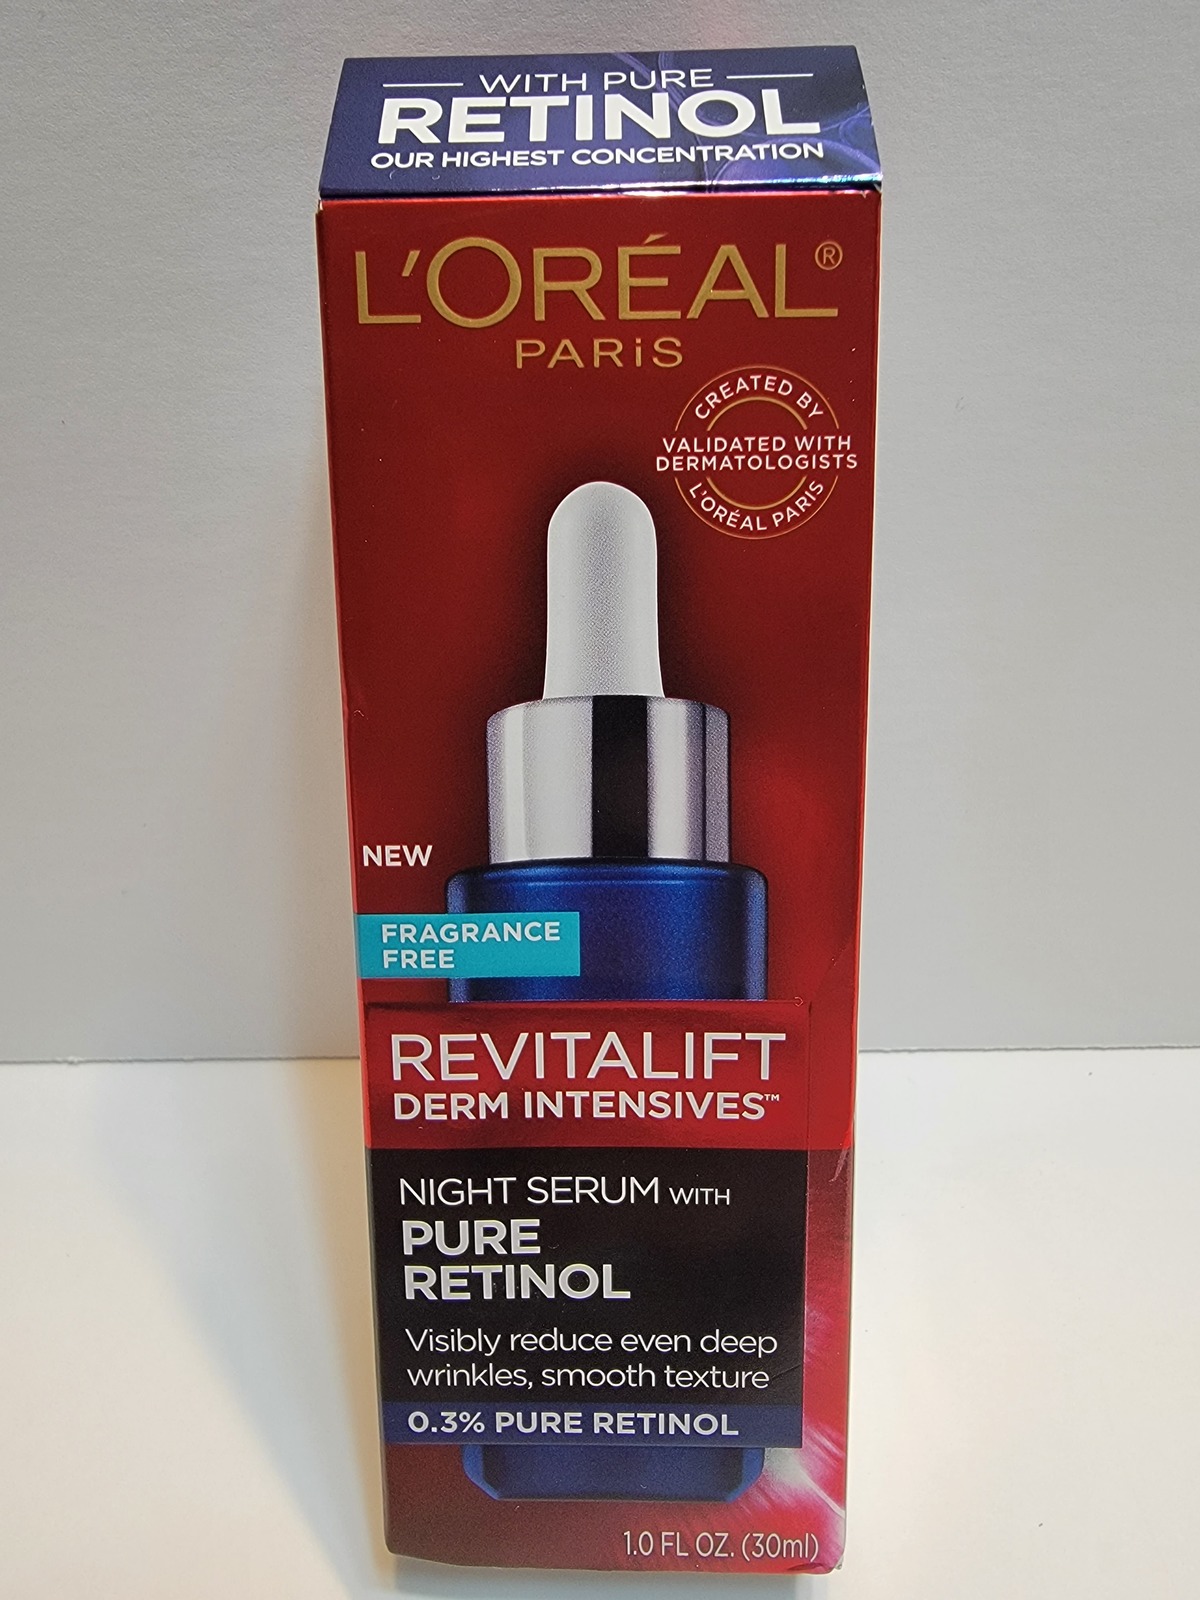 WITH PURE
RETINOL
OUR HIGHEST CONCENTRATION
L'ORÉAL®
PARiS
CREATED BY
VALIDATED WITH
DERMATOLOGISTS
L'ORÉAL PARIS
NEW
FRAGRANCE
FREE
REVITALIFT
DERM INTENSIVES™
NIGHT SERUM WITH
PURE
RETINOL
Visibly reduce even deep
wrinkles, smooth texture
0.3% PURE RETINOL
1.0 FL OZ. (30ml)